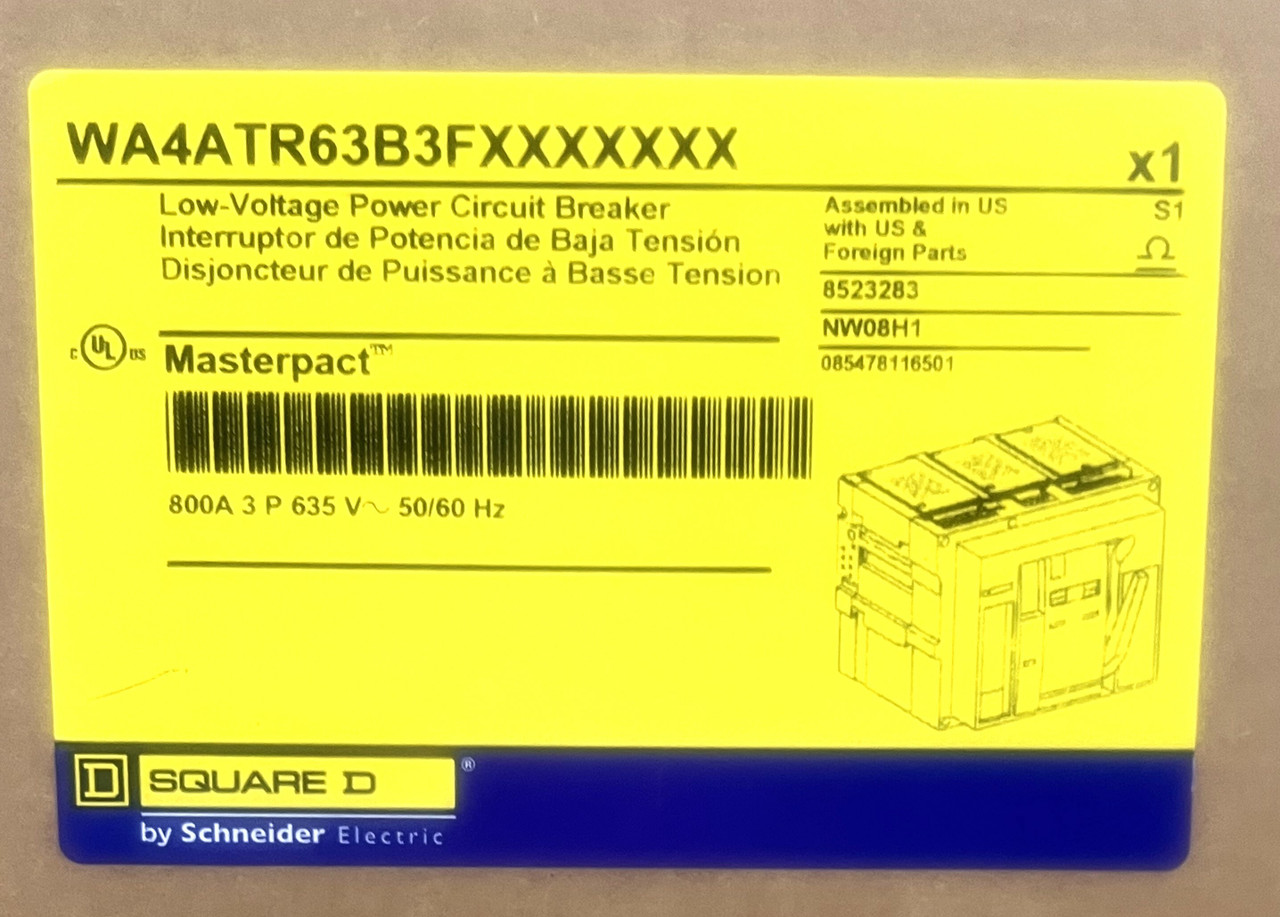 WA4ATR63B3FXXXXXXX
x1
Low-Voltage Power Circuit Breaker
Interruptor de Potencia de Baja Tensión
Disjoncteur de Puissance à Basse Tension
Assembled in US
with US &
Foreign Parts
S1
Ω
8523283
NW08H1
085478116501
C UL US
Masterpact™
800A 3 P 635 V~ 50/60 Hz
D SQUARE D ®
by Schneider Electric